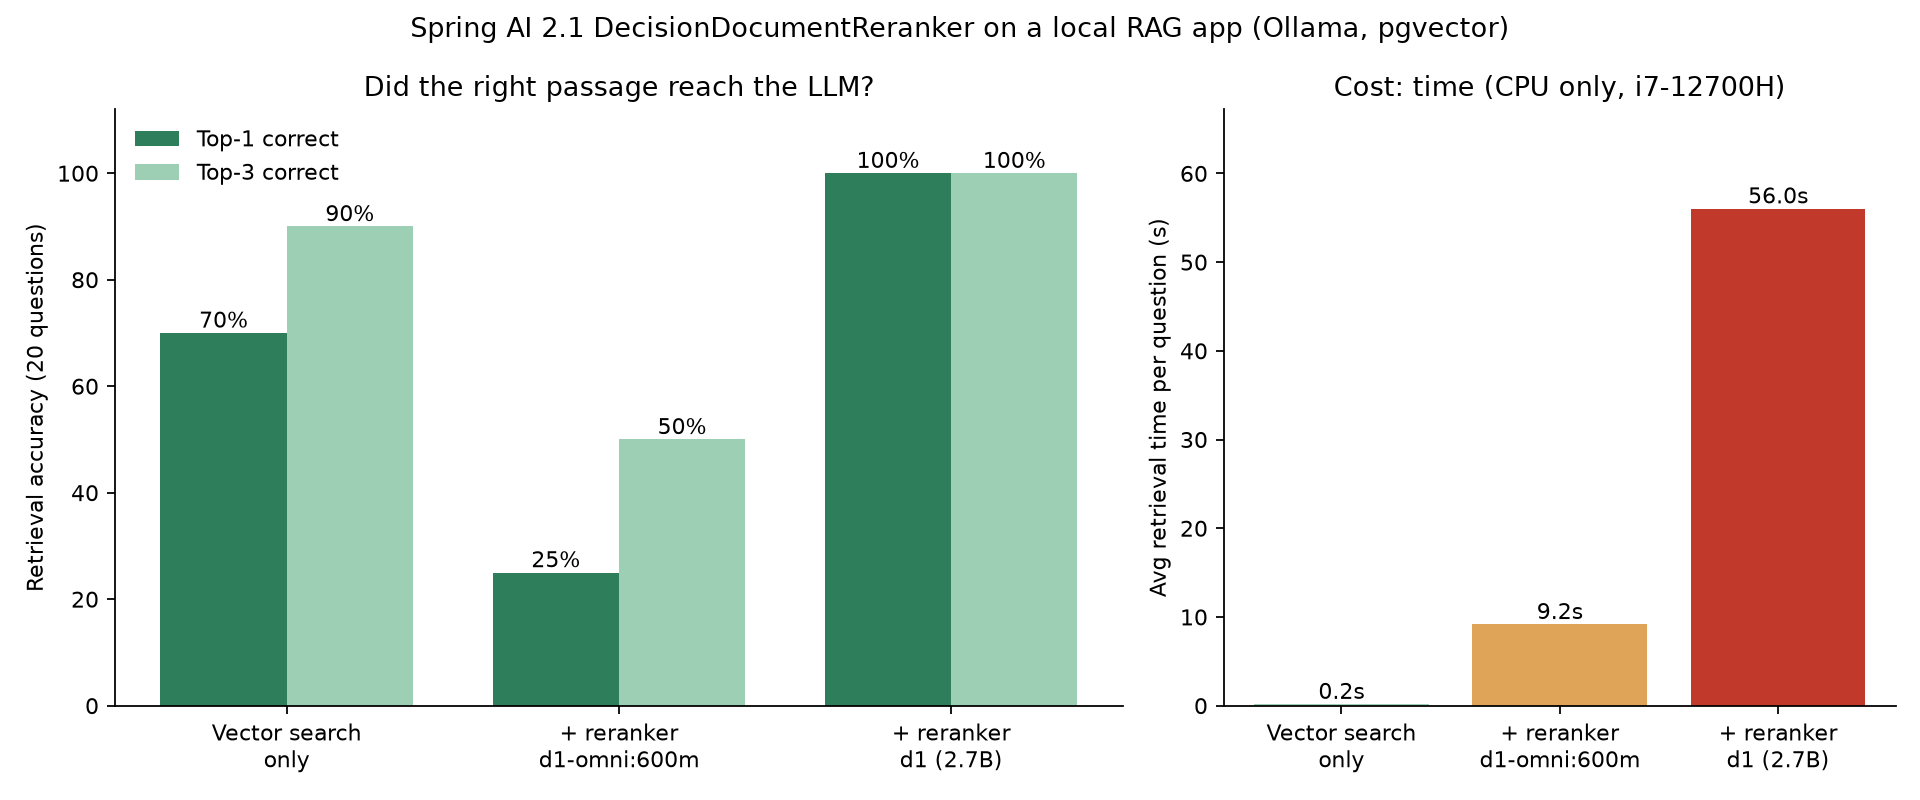 Spring AI 2.1 DecisionDocumentReranker on a local RAG app (Ollama, pgvector)
Did the right passage reach the LLM?
Top-1 correct
Top-3 correct
Retrieval accuracy (20 questions)
100
80
60
40
20
0
70%
90%
25%
50%
100%
100%
Vector search
only
+ reranker
d1-omni:600m
+ reranker
d1 (2.7B)
Cost: time (CPU only, i7-12700H)
Avg retrieval time per question (s)
60
50
40
30
20
10
0
0.2s
9.2s
56.0s
Vector search
only
+ reranker
d1-omni:600m
+ reranker
d1 (2.7B)